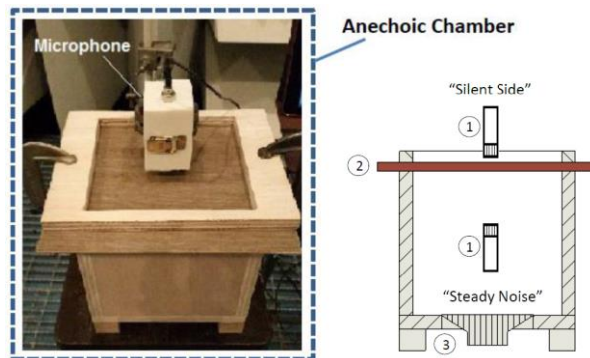 Microphone
Anechoic Chamber
"Silent Side"
1
2
1
"Steady Noise"
3